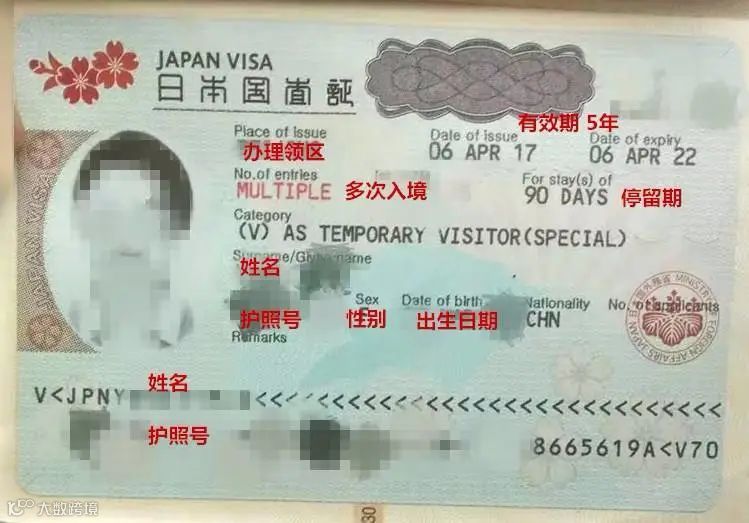 JAPAN VISA
日本国査証
Place of issue
办理领区
Date of issue
有效期 5年
Date of expiry
06 APR 17
06 APR 22
No.of entries
MULTIPLE
多次入境
For stay(s) of
90 DAYS
停留期
Category
(V) AS TEMPORARY VISITOR(SPECIAL)
Surname/Given name
姓名
护照号
Sex
性别
Date of birth
出生日期
Nationality
CHN
No. of applicants
Remarks
JAPAN VISA
姓名
V<JPNY
<<<<<<<<<<<<<<<<<<<<<<<<<<<
护照号
8665619A<V70
30
大数跨境